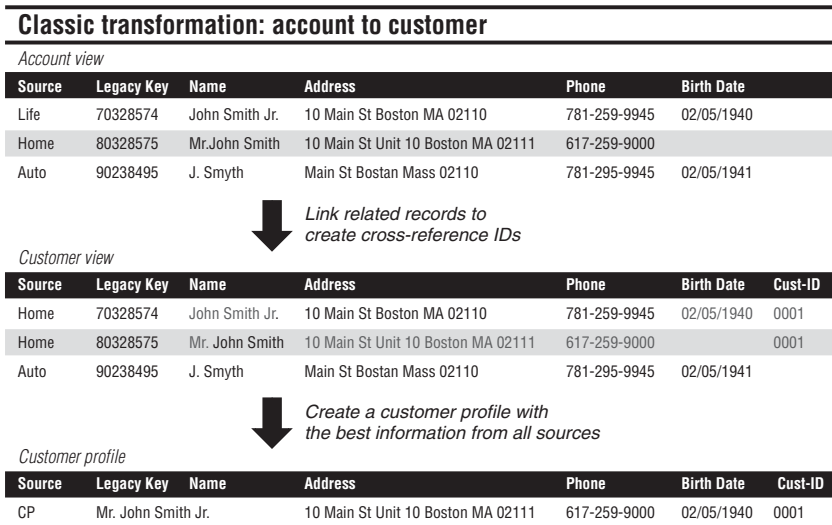 Classic transformation: account to customer
Account view
Source Legacy Key Name Address Phone Birth Date
Life 70328574 John Smith Jr. 10 Main St Boston MA 02110 781-259-9945 02/05/1940
Home 80328575 Mr.John Smith 10 Main St Unit 10 Boston MA 02111 617-259-9000
Auto 90238495 J. Smyth Main St Bostan Mass 02110 781-295-9945 02/05/1941
Link related records to
create cross-reference IDs
Customer view
Source Legacy Key Name Address Phone Birth Date Cust-ID
Home 70328574 John Smith Jr. 10 Main St Boston MA 02110 781-259-9945 02/05/1940 0001
Home 80328575 Mr. John Smith 10 Main St Unit 10 Boston MA 02111 617-259-9000 0001
Auto 90238495 J. Smyth Main St Bostan Mass 02110 781-295-9945 02/05/1941
Create a customer profile with
the best information from all sources
Customer profile
Source Legacy Key Name Address Phone Birth Date Cust-ID
CP Mr. John Smith Jr. 10 Main St Unit 10 Boston MA 02111 617-259-9000 02/05/1940 0001